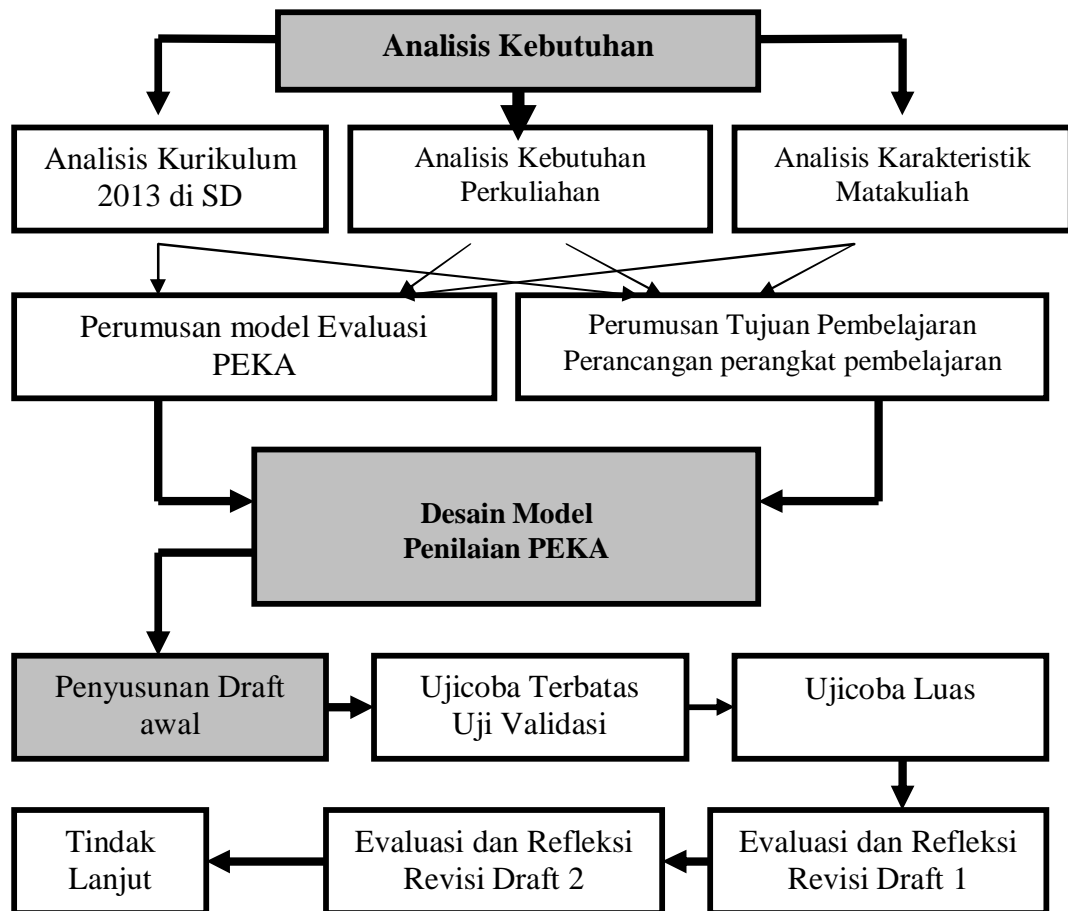 Analisis Kebutuhan
Analisis Kurikulum
2013 di SD
Analisis Kebutuhan
Perkuliahan
Analisis Karakteristik
Matakuliah
Perumusan model Evaluasi
PEKA
Perumusan Tujuan Pembelajaran
Perancangan perangkat pembelajaran
Desain Model
Penilaian PEKA
Penyusunan Draft
awal
Ujicoba Terbatas
Uji Validasi
Ujicoba Luas
Tindak
Lanjut
Evaluasi dan Refleksi
Revisi Draft 2
Evaluasi dan Refleksi
Revisi Draft 1